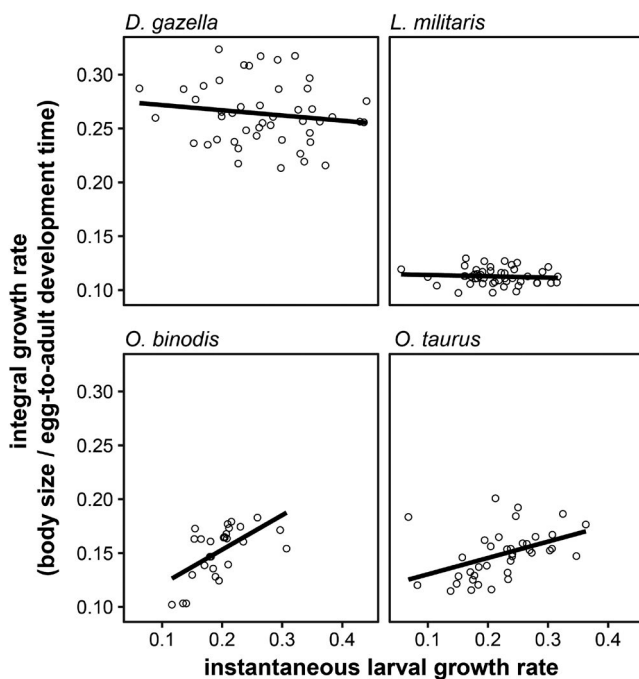 D. gazella
L. militaris
0.30
0.25
0.20
0.15
0.10
O. binodis
O. taurus
0.30
0.25
0.20
0.15
0.10
0.1 0.2 0.3 0.4
0.1 0.2 0.3 0.4
integral growth rate
(body size / egg-to-adult development time)
instantaneous larval growth rate